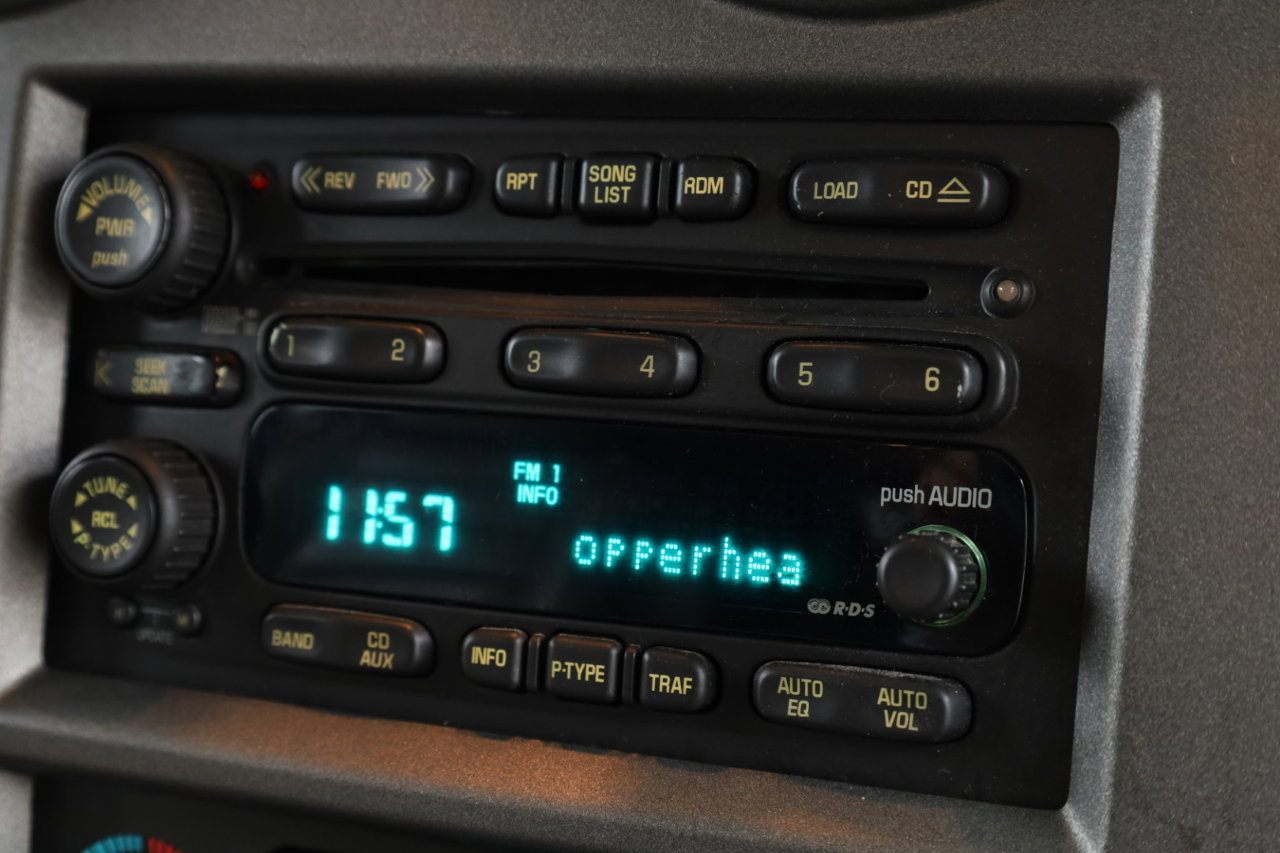 VOLUME
PWR
push
REV FWD
RPT
SONG
LIST
RDM
LOAD CD
1 2
3 4
5 6
SEEK
SCAN
TUNE
RCL
P-TYPE
11:57
FM 1
INFO
opperhea
push AUDIO
R·D·S
H M
UPDATE
BAND CD
AUX
INFO
P-TYPE
TRAF
AUTO
EQ
AUTO
VOL